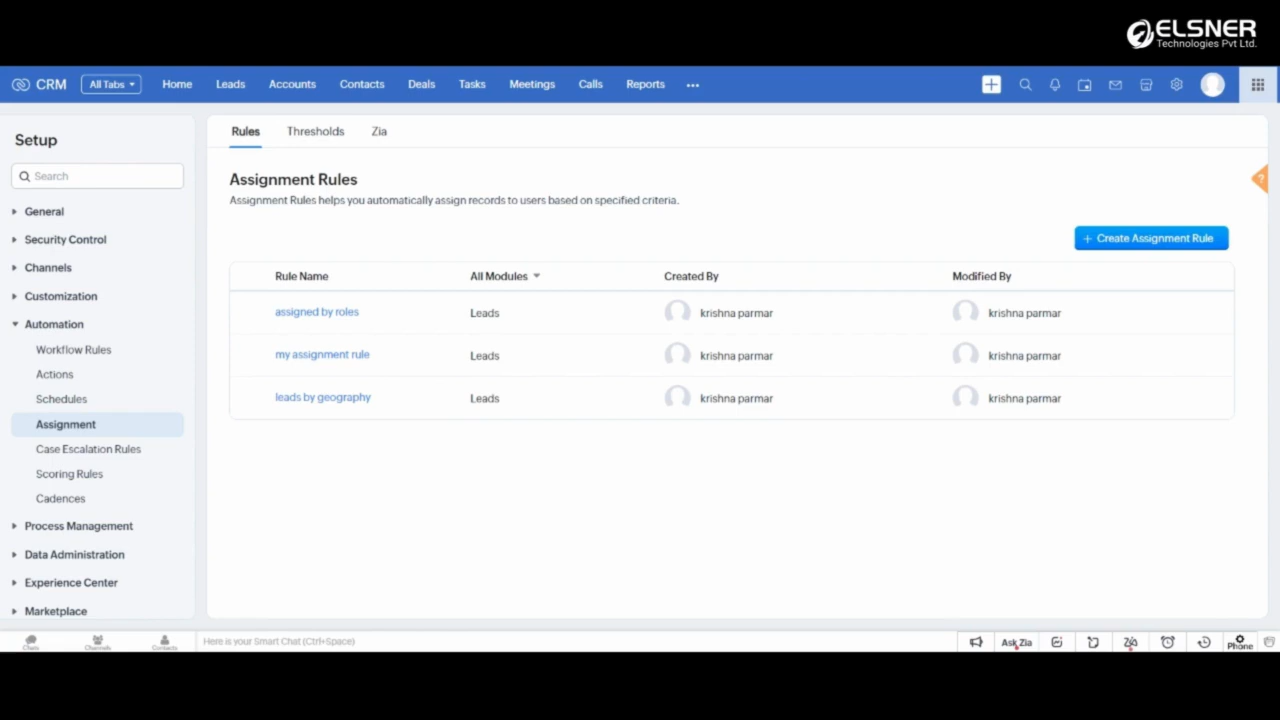 ELSNER
Technologies Pvt Ltd.
CRM All Tabs Home Leads Accounts Contacts Deals Tasks Meetings Calls Reports ...
Setup
Search
General
Security Control
Channels
Customization
Automation
Workflow Rules
Actions
Schedules
Assignment
Case Escalation Rules
Scoring Rules
Cadences
Process Management
Data Administration
Experience Center
Marketplace
Rules Thresholds Zia
Assignment Rules
Assignment Rules helps you automatically assign records to users based on specified criteria.
?
+ Create Assignment Rule
Rule Name All Modules Created By Modified By
assigned by roles Leads krishna parmar krishna parmar
my assignment rule Leads krishna parmar krishna parmar
leads by geography Leads krishna parmar krishna parmar
Chats Channels Contacts Here is your Smart Chat (Ctrl+Space) Ask Zia Phone